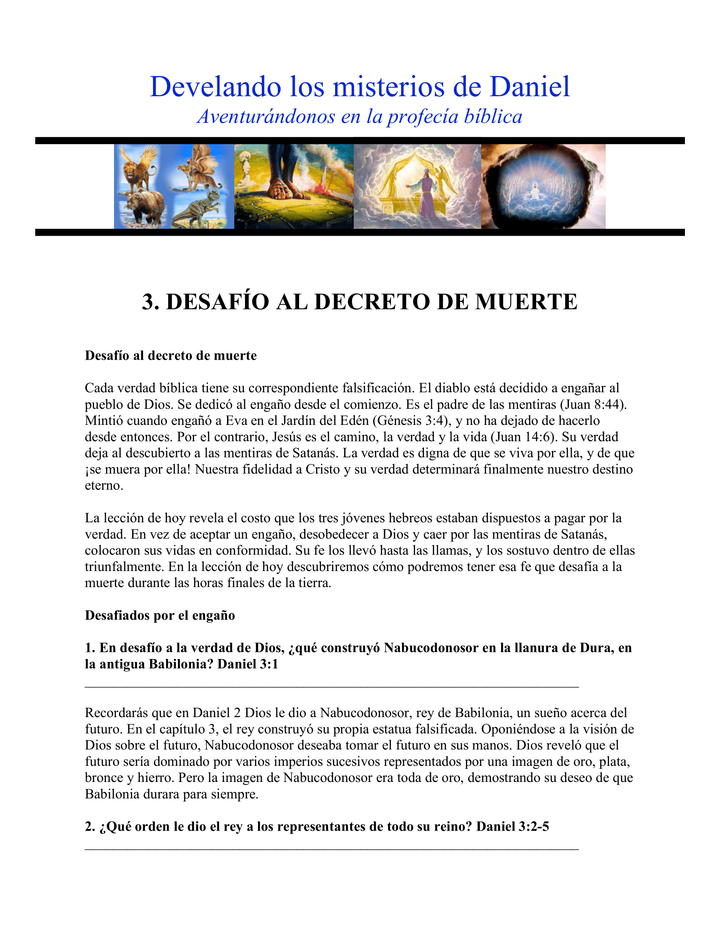 Develando los misterios de Daniel
Aventurándonos en la profecía bíblica
3. DESAFÍO AL DECRETO DE MUERTE
Desafío al decreto de muerte
Cada verdad bíblica tiene su correspondiente falsificación. El diablo está decidido a engañar al
pueblo de Dios. Se dedicó al engaño desde el comienzo. Es el padre de las mentiras (Juan 8:44).
Mintió cuando engañó a Eva en el Jardín del Edén (Génesis 3:4), y no ha dejado de hacerlo
desde entonces. Por el contrario, Jesús es el camino, la verdad y la vida (Juan 14:6). Su verdad
deja al descubierto a las mentiras de Satanás. La verdad es digna de que se viva por ella, y de que
¡se muera por ella! Nuestra fidelidad a Cristo y su verdad determinará finalmente nuestro destino
eterno.
La lección de hoy revela el costo que los tres jóvenes hebreos estaban dispuestos a pagar por la
verdad. En vez de aceptar un engaño, desobedecer a Dios y caer por las mentiras de Satanás,
colocaron sus vidas en conformidad. Su fe los llevó hasta las llamas, y los sostuvo dentro de ellas
triunfalmente. En la lección de hoy descubriremos cómo podremos tener esa fe que desafía a la
muerte durante las horas finales de la tierra.
Desafiados por el engaño
1. En desafío a la verdad de Dios, ¿qué construyó Nabucodonosor en la llanura de Dura, en
la antigua Babilonia? Daniel 3:1
Recordarás que en Daniel 2 Dios le dio a Nabucodonosor, rey de Babilonia, un sueño acerca del
futuro. En el capítulo 3, el rey construyó su propia estatua falsificada. Oponiéndose a la visión de
Dios sobre el futuro, Nabucodonosor deseaba tomar el futuro en sus manos. Dios reveló que el
futuro sería dominado por varios imperios sucesivos representados por una imagen de oro, plata,
bronce y hierro. Pero la imagen de Nabucodonosor era toda de oro, demostrando su deseo de que
Babilonia durara para siempre.
2. ¿Qué orden le dio el rey a los representantes de todo su reino? Daniel 3:2-5